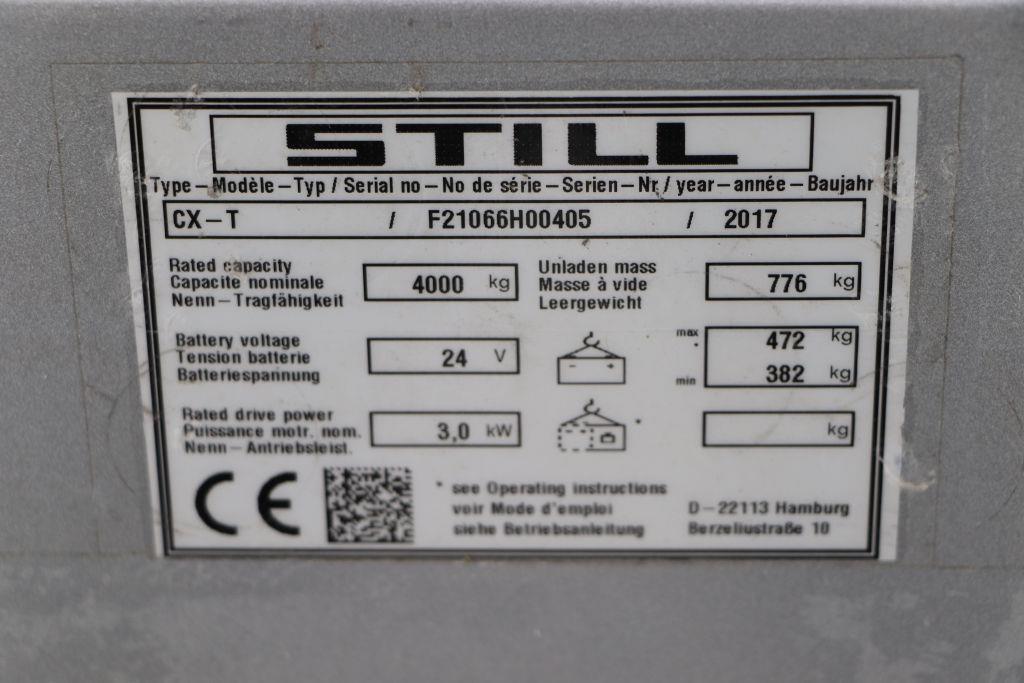 STILL
Type – Modèle – Typ / Serial no – No de série – Serien – Nr / year – année – Baujahr
CX – T / F21066H00405 / 2017
Rated capacity
Capacite nominale
Nenn – Tragfähigkeit
4000 kg
Unladen mass
Masse à vide
Leergewicht
776 kg
Battery voltage
Tension batterie
Batteriespannung
24 V
- +
max * 472 kg
min 382 kg
Rated drive power
Puissance motr. nom.
Nenn – Antriebsleist.
3,0 kW
*
kg
CE
* see Operating instructions
voir Mode d'emploi
siehe Betriebsanleitung
D – 22113 Hamburg
Berzeliustraße 10